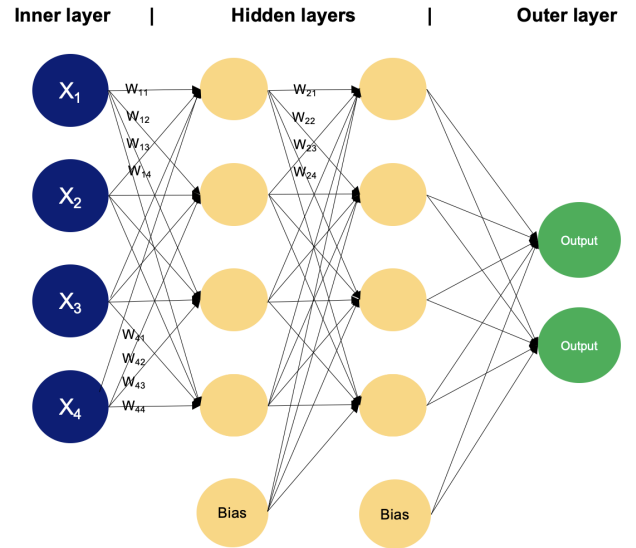 Inner layer | Hidden layers | Outer layer
X1
W11
W21
W12
W22
W13
W23
W14
W24
X2
Output
X3
W41
Output
W42
W43
X4
W44
Bias
Bias